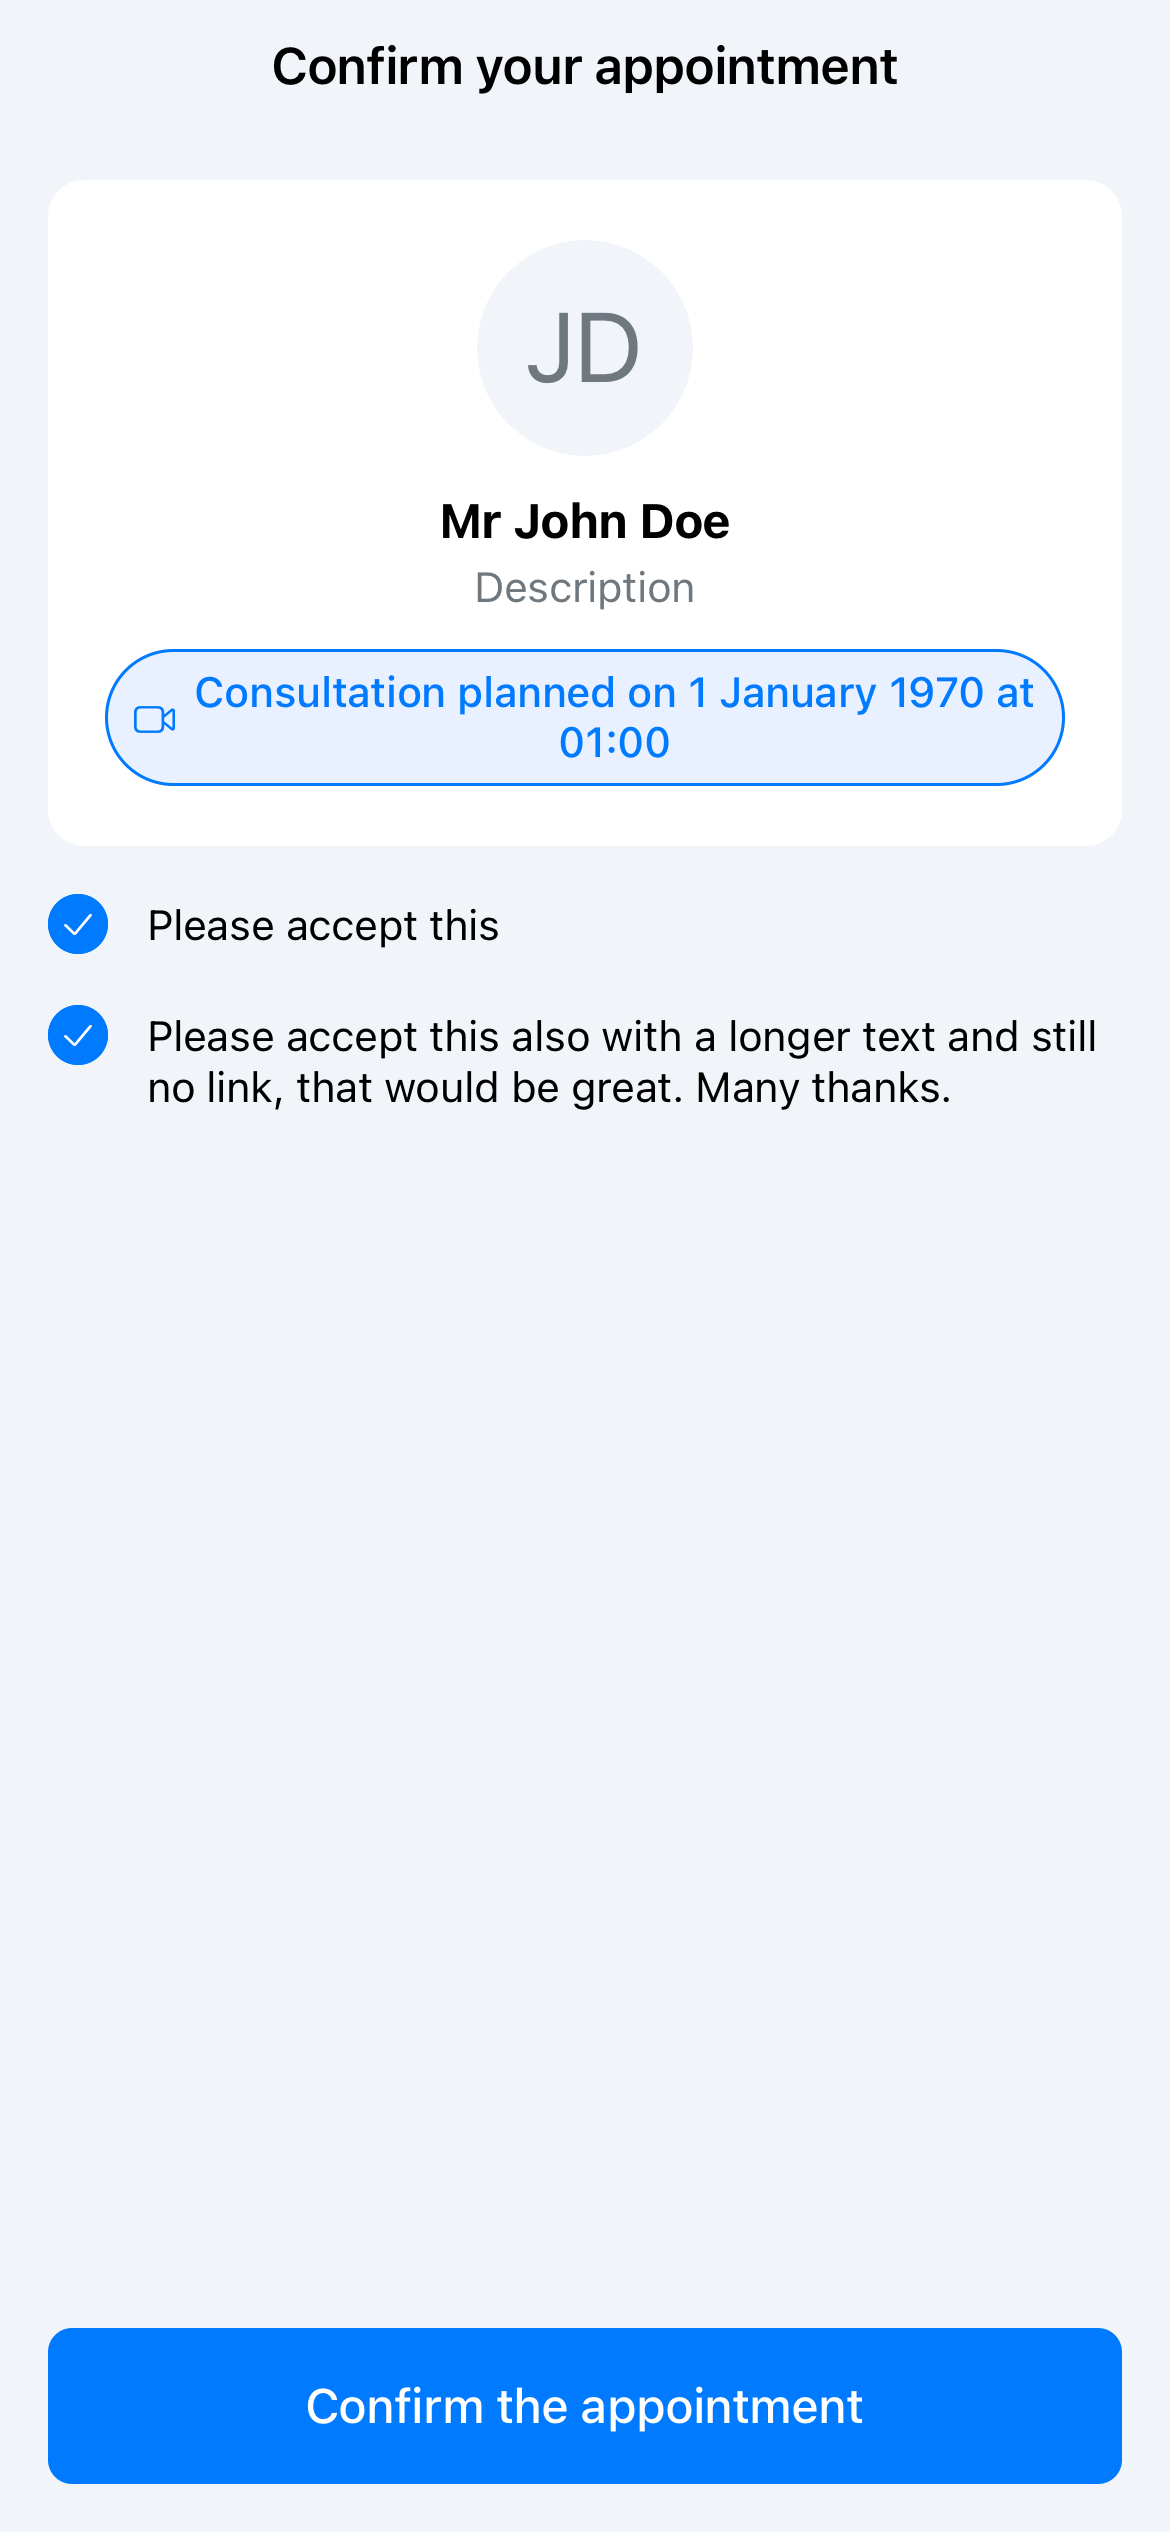 Confirm your appointment
JD
Mr John Doe
Description
Consultation planned on 1 January 1970 at
01:00
Please accept this
Please accept this also with a longer text and still
no link, that would be great. Many thanks.
Confirm the appointment